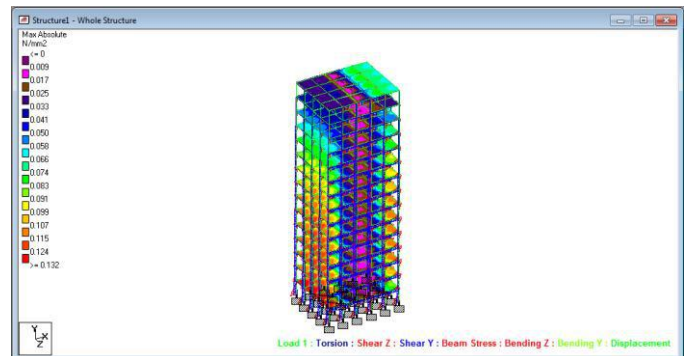 Structure1 - Whole Structure
Max Absolute
N/mm2
<= 0
0.009
0.017
0.025
0.033
0.041
0.050
0.058
0.066
0.074
0.083
0.091
0.099
0.107
0.115
0.124
>= 0.132
Y
X
Z
Load 1 : Torsion : Shear Z : Shear Y : Beam Stress : Bending Z : Bending Y : Displacement